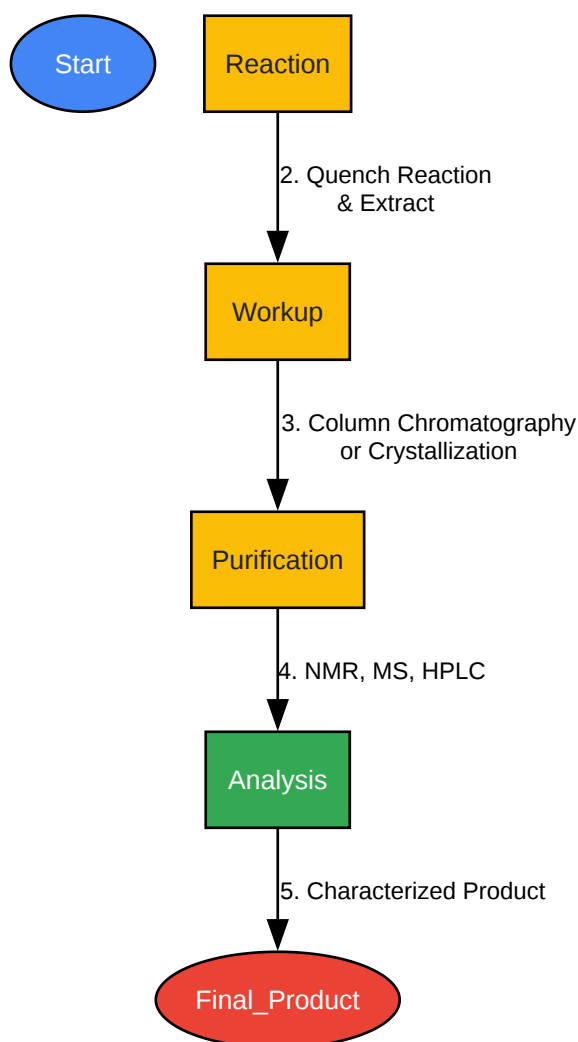 Start
Reaction
2. Quench Reaction
& Extract
Workup
3. Column Chromatography
or Crystallization
Purification
4. NMR, MS, HPLC
Analysis
5. Characterized Product
Final_Product